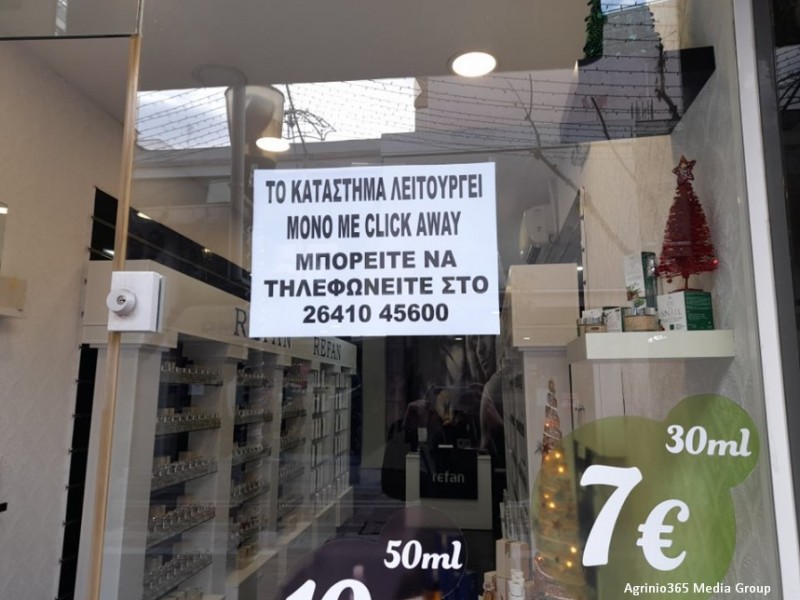 ΤΟ ΚΑΤΑΣΤΗΜΑ ΛΕΙΤΟΥΡΓΕΙ
ΜΟΝΟ ΜΕ CLICK AWAY
ΜΠΟΡΕΙΤΕ ΝΑ
ΤΗΛΕΦΩΝΕΙΤΕ ΣΤΟ
26410 45600
REFAN
REFAN
refan
30ml
7€
50ml
Agrinio365 Media Group